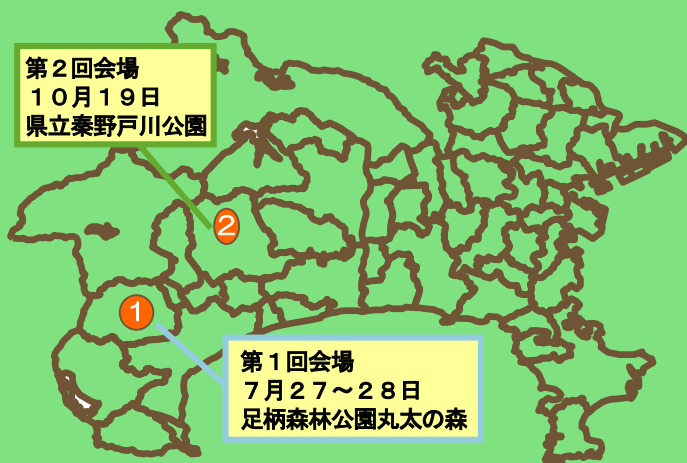 第２回会場
１０月１９日
県立秦野戸川公園
2
1
第１回会場
７月２７～２８日
足柄森林公園丸太の森